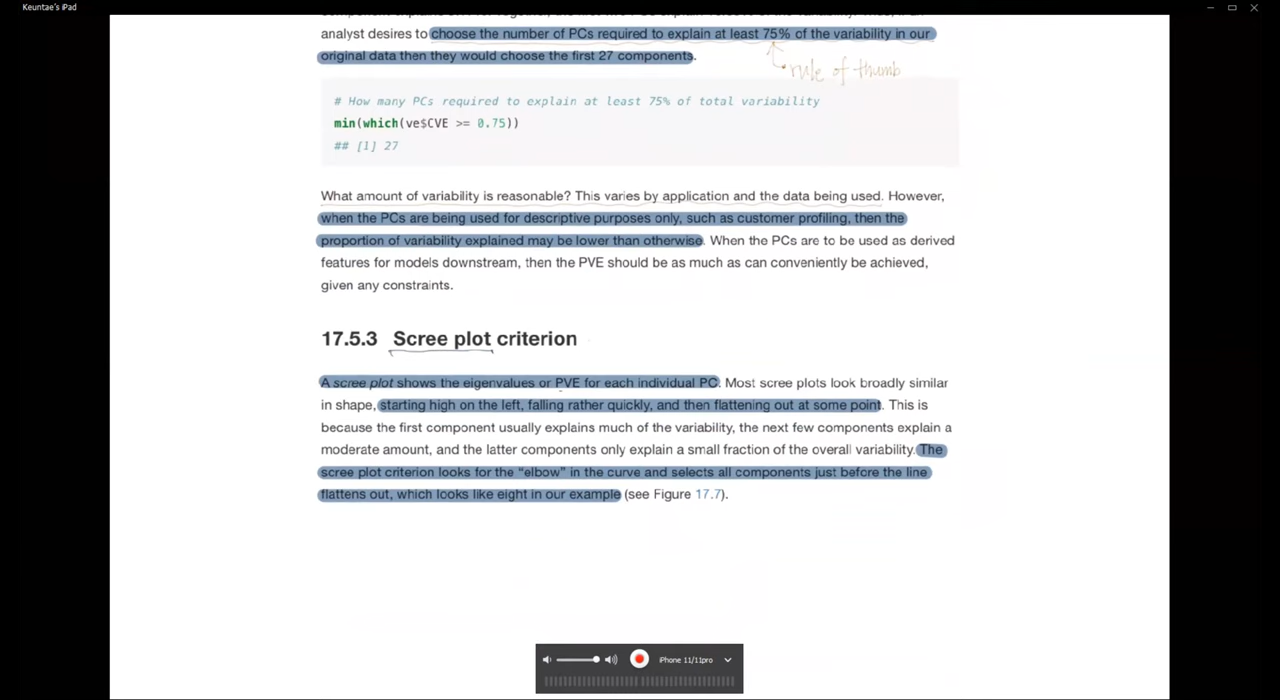 Keuntae's iPad
analyst desires to choose the number of PCs required to explain at least 75% of the variability in our
original data then they would choose the first 27 components.
rule of thumb
# How many PCs required to explain at least 75% of total variability
min(which(ve$CVE >= 0.75))
## [1] 27
What amount of variability is reasonable? This varies by application and the data being used. However,
when the PCs are being used for descriptive purposes only, such as customer profiling, then the
proportion of variability explained may be lower than otherwise. When the PCs are to be used as derived
features for models downstream, then the PVE should be as much as can conveniently be achieved,
given any constraints.
17.5.3 Scree plot criterion
A scree plot shows the eigenvalues or PVE for each individual PC. Most scree plots look broadly similar
in shape, starting high on the left, falling rather quickly, and then flattening out at some point. This is
because the first component usually explains much of the variability, the next few components explain a
moderate amount, and the latter components only explain a small fraction of the overall variability. The
scree plot criterion looks for the “elbow” in the curve and selects all components just before the line
flattens out, which looks like eight in our example (see Figure 17.7).
iPhone 11/11pro